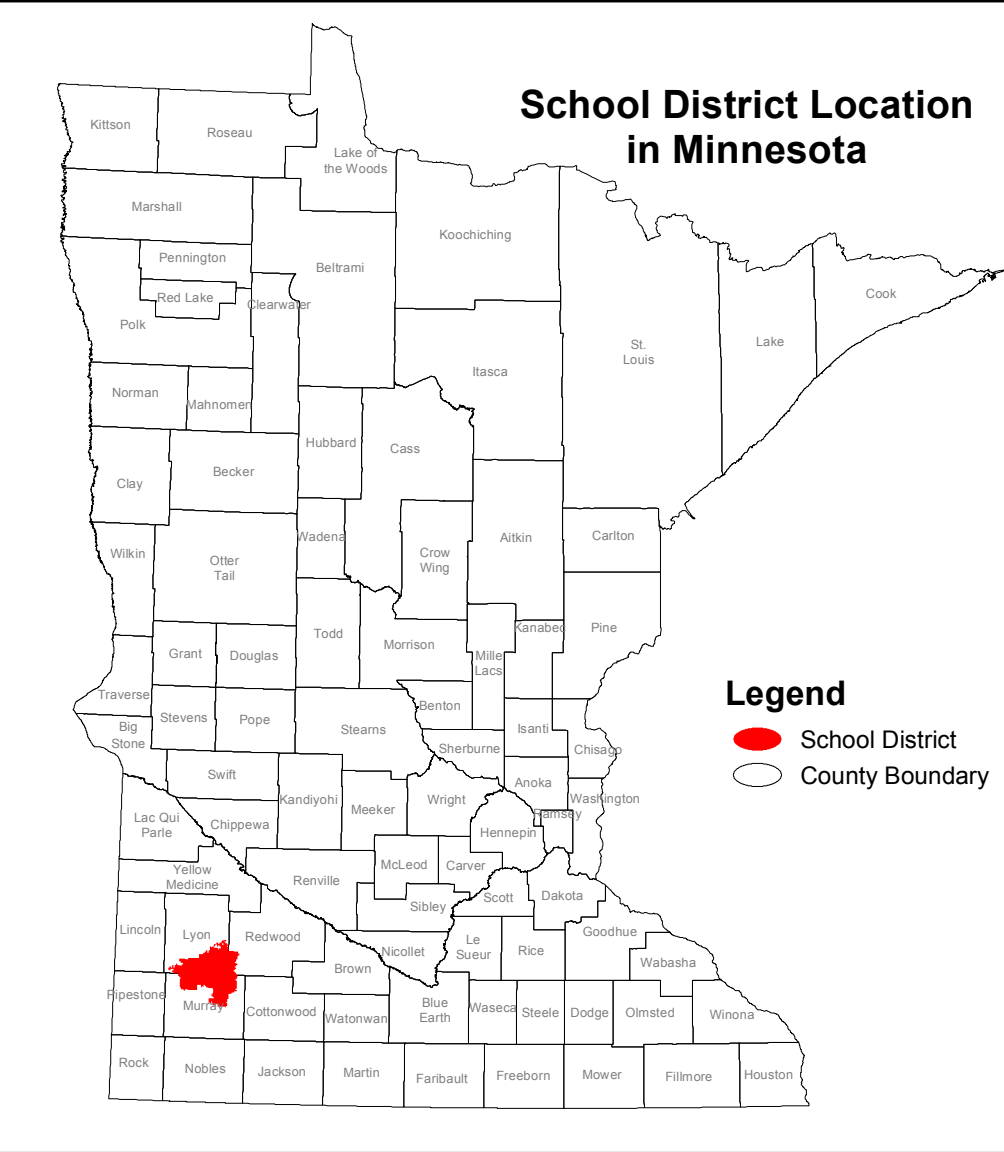 School District Location
in Minnesota
Kittson
Roseau
Lake of
the Woods
Marshall
Koochiching
Pennington
Beltrami
Red Lake
Clearwater
Cook
Polk
St.
Louis
Lake
Itasca
Norman
Mahnomen
Hubbard
Cass
Becker
Clay
Wadena
Aitkin
Carlton
Wilkin
Otter
Tail
Crow
Wing
Todd
Kanabec
Pine
Morrison
Grant
Douglas
Mille
Lacs
Traverse
Stevens
Pope
Benton
Legend
Big
Stone
Stearns
Isanti
School District
Sherburne
Chisago
County Boundary
Swift
Anoka
Kandiyohi
Meeker
Wright
Washington
Ramsey
Lac Qui
Parle
Chippewa
Hennepin
McLeod
Carver
Yellow
Medicine
Renville
Scott
Dakota
Sibley
Lincoln
Lyon
Redwood
Goodhue
Le
Sueur
Rice
Nicollet
Brown
Wabasha
Pipestone
Murray
Cottonwood
Watonwan
Blue
Earth
Waseca
Steele
Dodge
Olmsted
Winona
Rock
Nobles
Jackson
Martin
Faribault
Freeborn
Mower
Fillmore
Houston